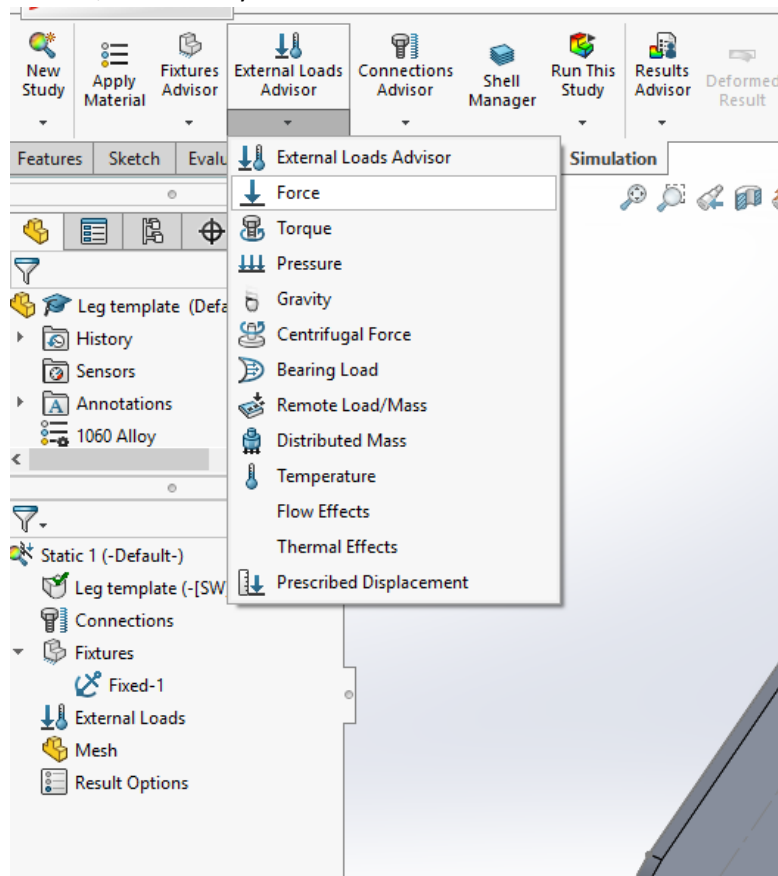 New Study
Apply Material
Fixtures Advisor
External Loads Advisor
Connections Advisor
Shell Manager
Run This Study
Results Advisor
Deformed Result
Features
Sketch
Evalu
Simulation
External Loads Advisor
Force
Torque
Pressure
Gravity
Centrifugal Force
Bearing Load
Remote Load/Mass
Distributed Mass
Temperature
Flow Effects
Thermal Effects
Prescribed Displacement
Leg template (Defa
History
Sensors
A Annotations
1060 Alloy
Static 1 (-Default-)
Leg template (-[SW
Connections
Fixtures
Fixed-1
External Loads
Mesh
Result Options